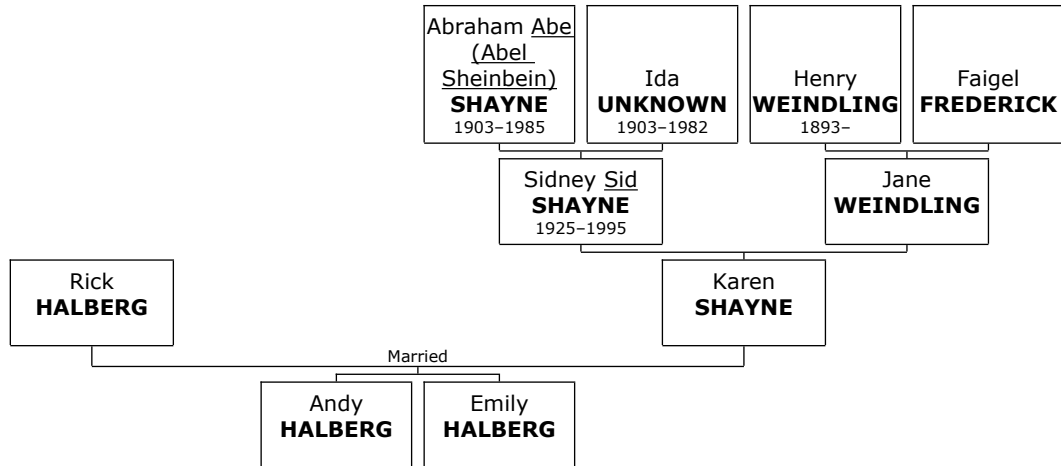 Abraham Abe
(Abel
Sheinbein)
SHAYNE
1903–1985
Ida
UNKNOWN
1903–1982
Henry
WEINDLING
1893–
Faigel
FREDERICK
Sidney Sid
SHAYNE
1925–1995
Jane
WEINDLING
Rick
HALBERG
Karen
SHAYNE
Married
Andy
HALBERG
Emily
HALBERG